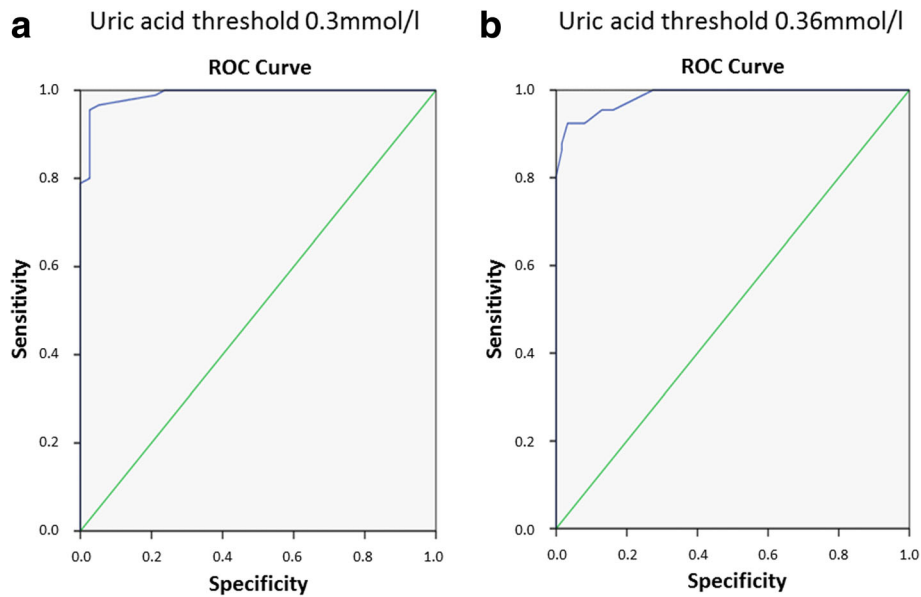 a Uric acid threshold 0.3mmol/l
ROC Curve
1.0
0.8
0.6
0.4
0.2
0.0
Sensitivity
0.0 0.2 0.4 0.6 0.8 1.0
Specificity
b Uric acid threshold 0.36mmol/l
ROC Curve
1.0
0.8
0.6
0.4
0.2
0.0
Sensitivity
0.0 0.2 0.4 0.6 0.8 1.0
Specificity